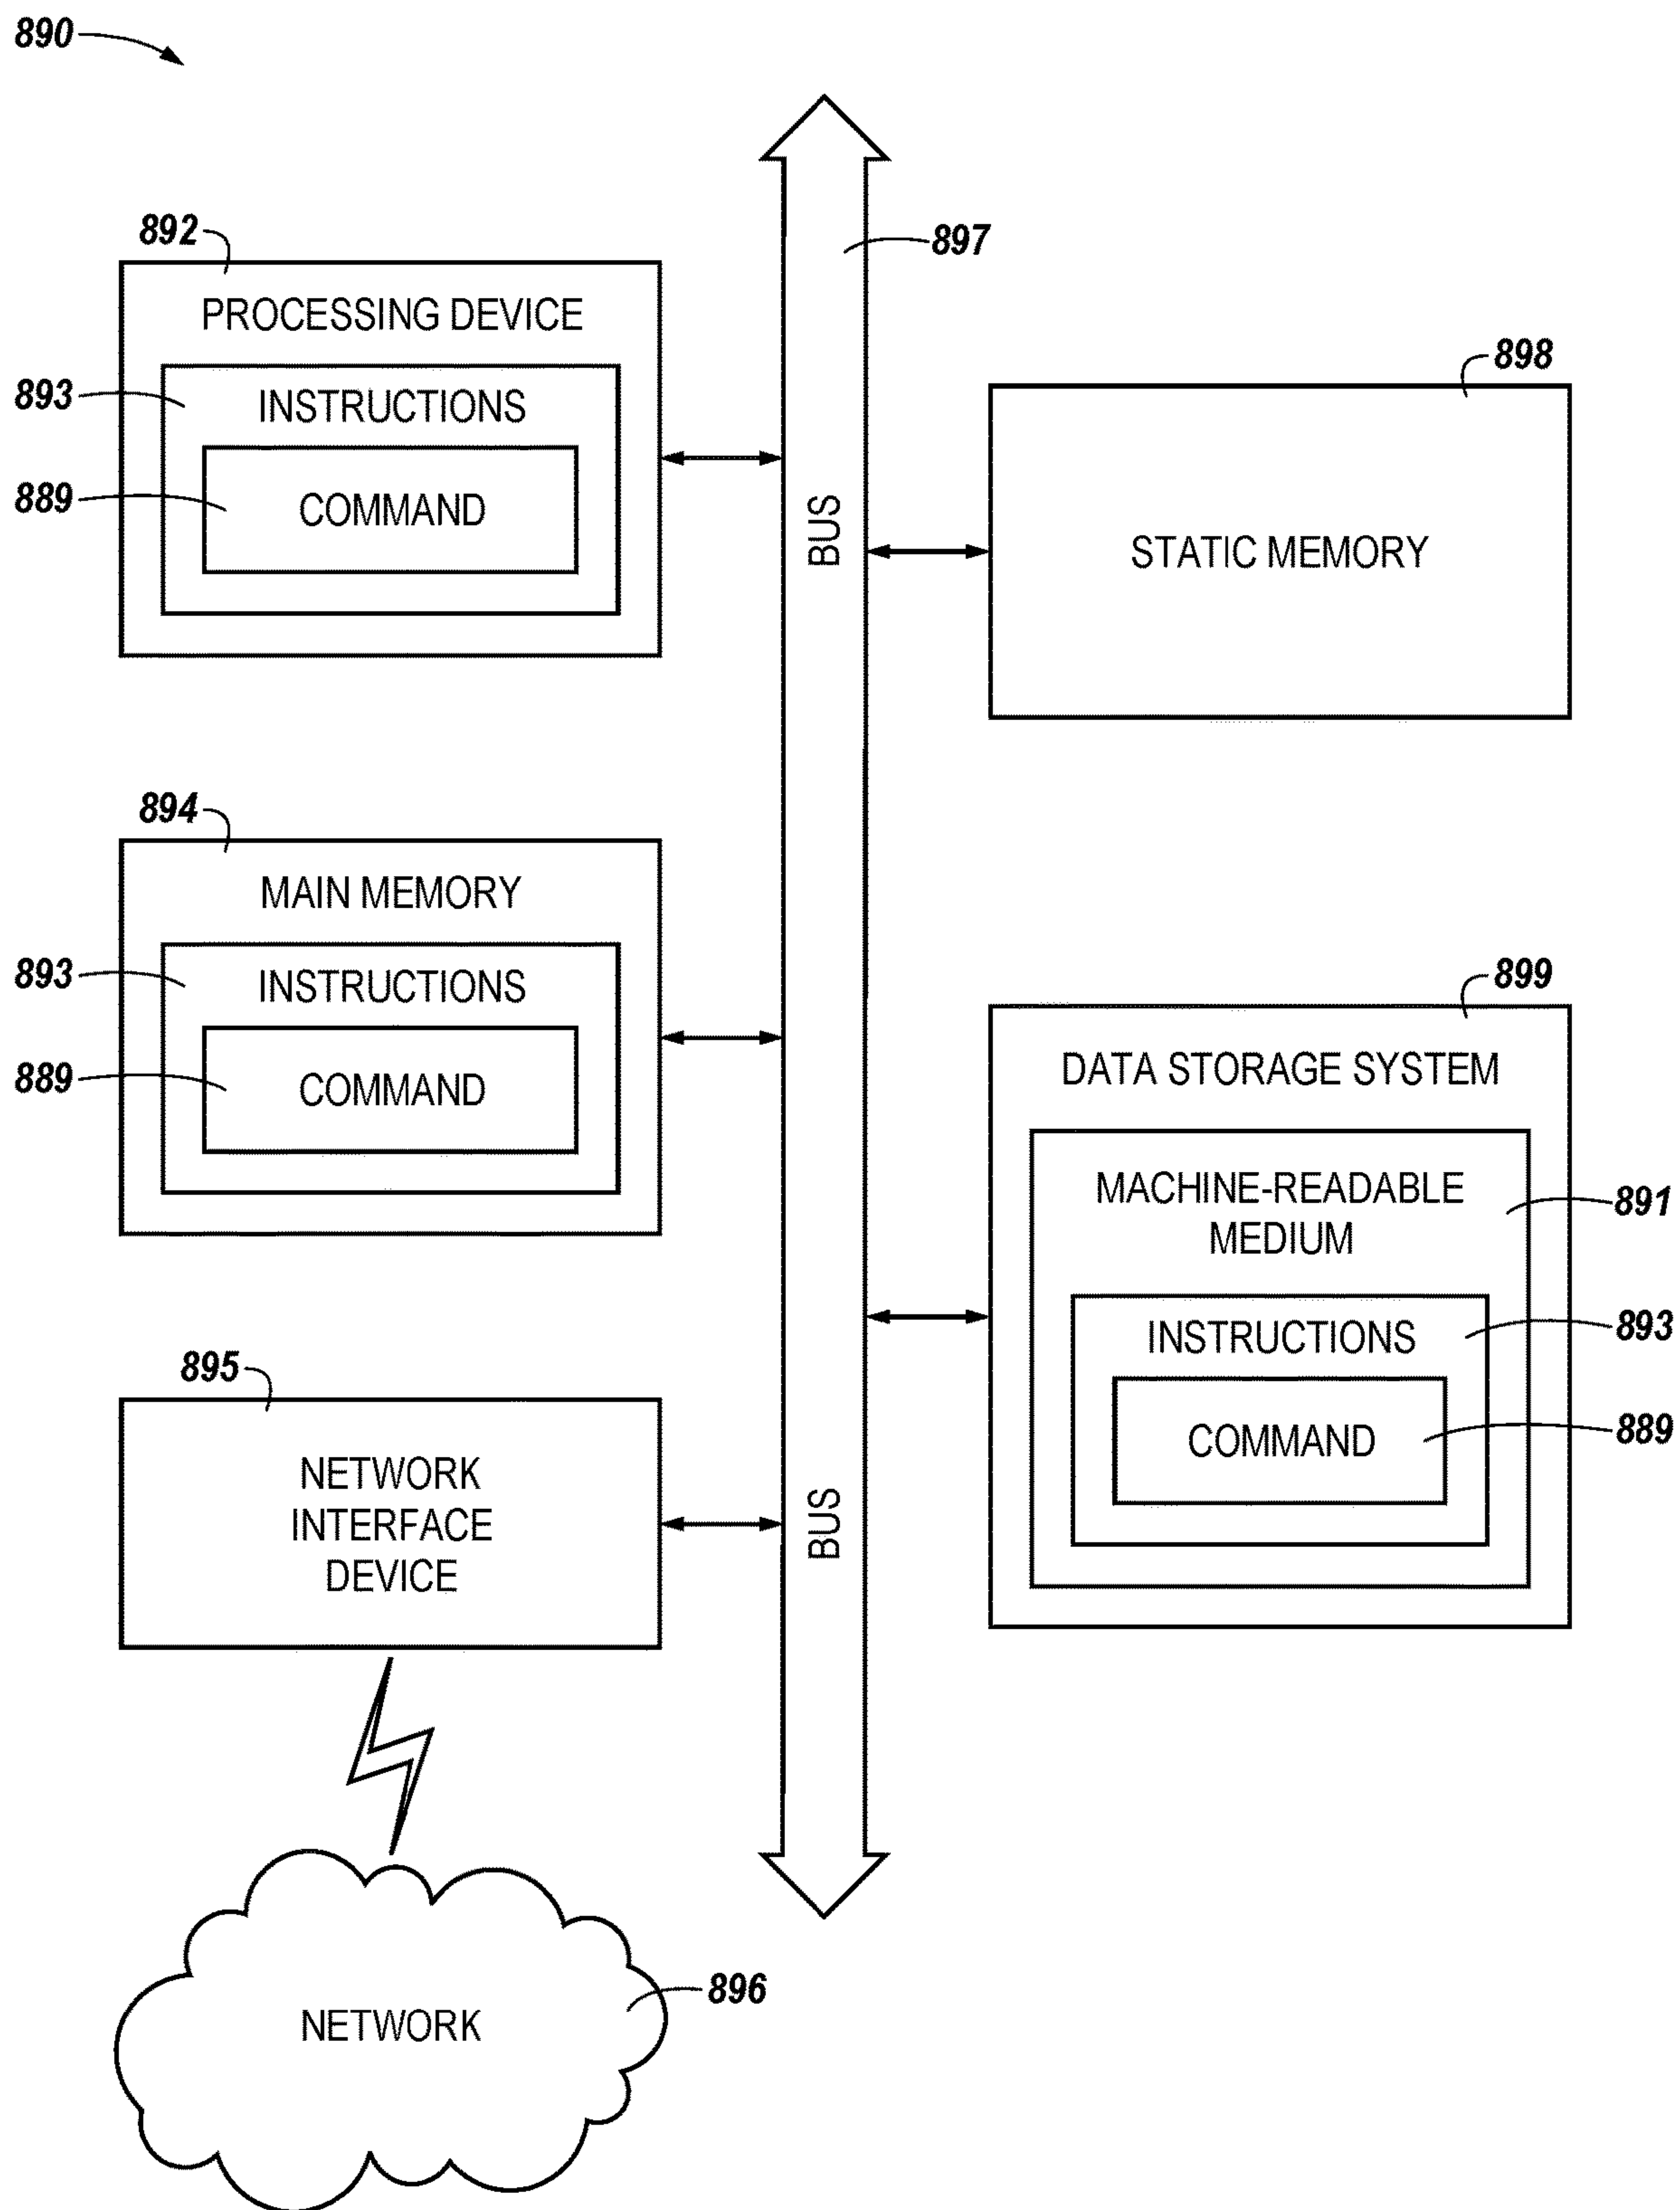 890
892
PROCESSING DEVICE
893
INSTRUCTIONS
889
COMMAND
894
MAIN MEMORY
893
INSTRUCTIONS
889
COMMAND
895
NETWORK
INTERFACE
DEVICE
NETWORK
896
897
BUS
BUS
898
STATIC MEMORY
899
DATA STORAGE SYSTEM
MACHINE-READABLE
MEDIUM
891
INSTRUCTIONS
893
COMMAND
889